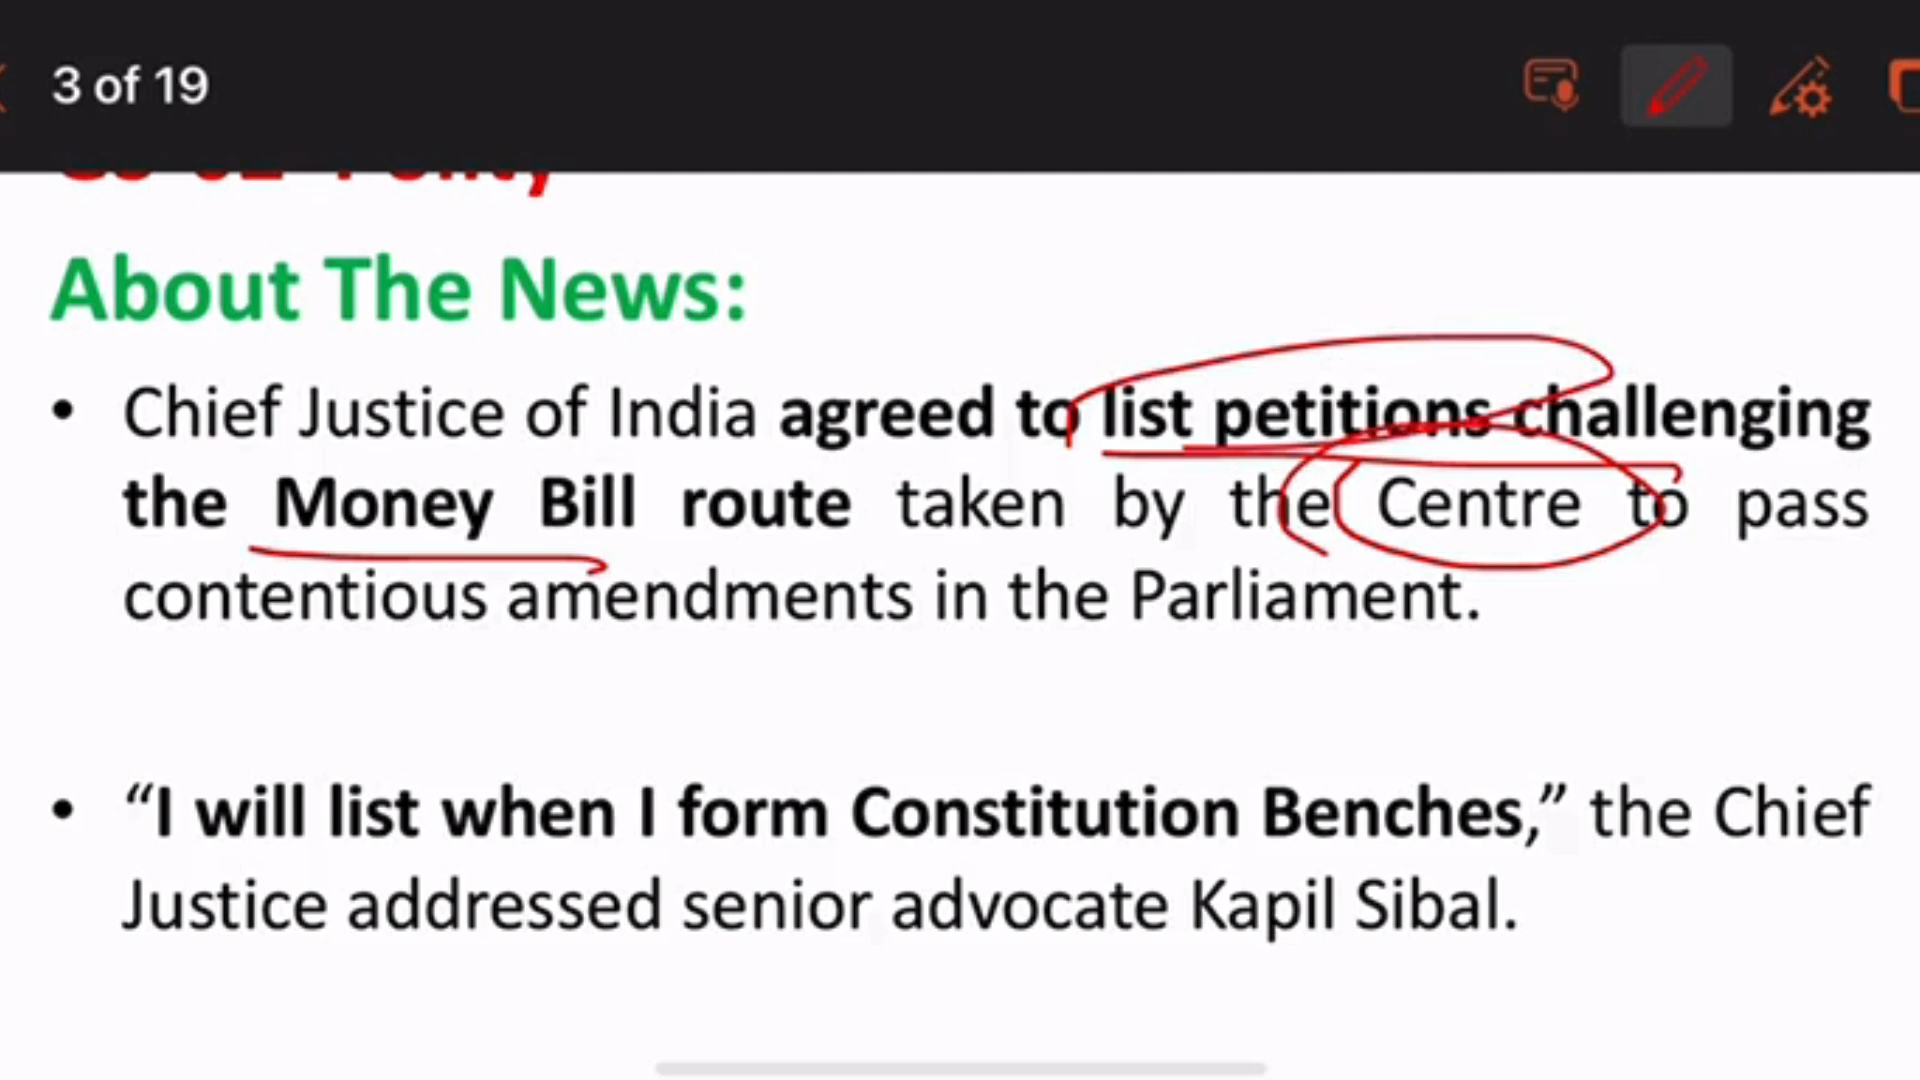 3 of 19
About The News:
• Chief Justice of India agreed to list petitions challenging
the Money Bill route taken by the Centre to pass
contentious amendments in the Parliament.
• “I will list when I form Constitution Benches,” the Chief
Justice addressed senior advocate Kapil Sibal.